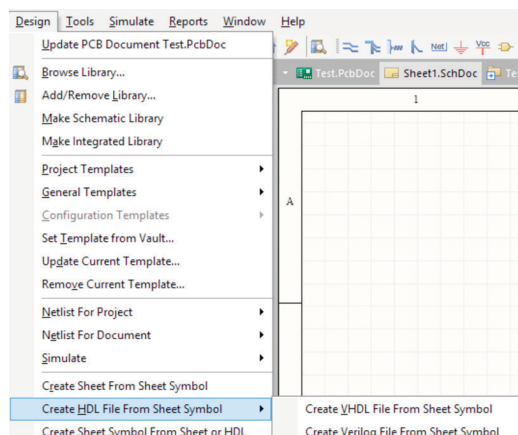 Design Tools Simulate Reports Window Help
Update PCB Document Test.PcbDoc
Browse Library...
Add/Remove Library...
Make Schematic Library
Make Integrated Library
Project Templates
General Templates
Configuration Templates
Set Template from Vault...
Update Current Template...
Remove Current Template...
Netlist For Project
Netlist For Document
Simulate
Create Sheet From Sheet Symbol
Create HDL File From Sheet Symbol
Create Sheet Symbol From Sheet or HDL
Net
Vcc
Test.PcbDoc Sheet1.SchDoc Te
1
A
Create VHDL File From Sheet Symbol
Create Verilog File From Sheet Symbol